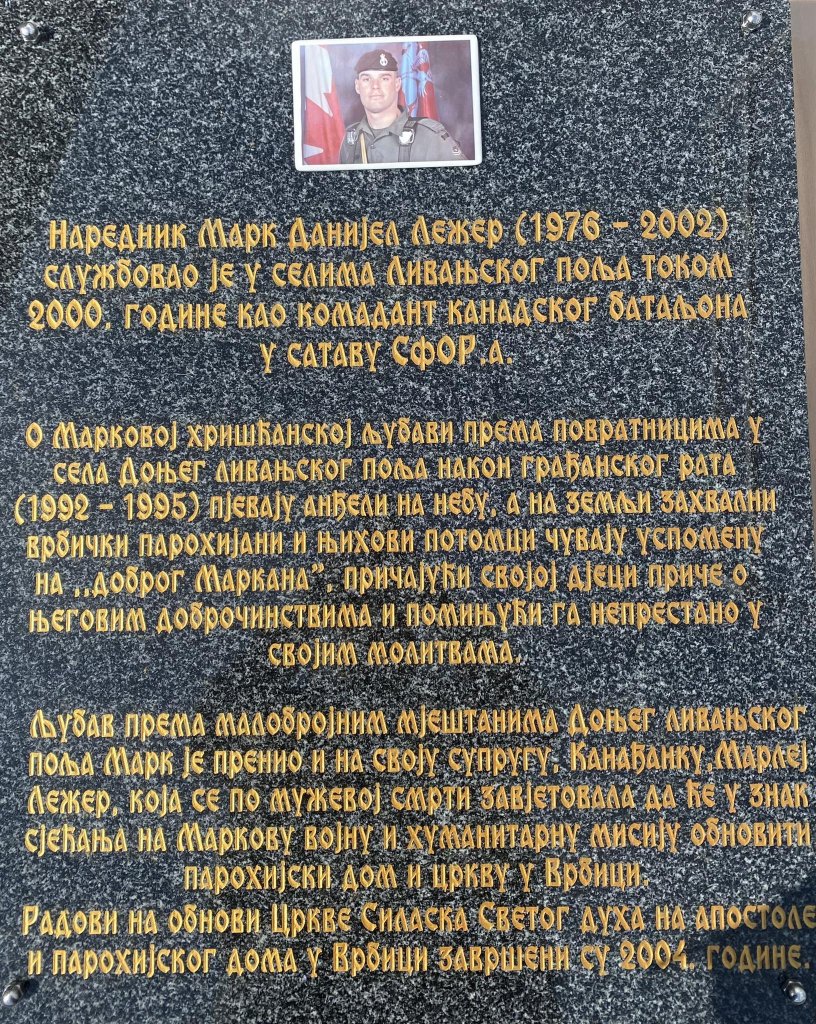 Наредник Марк Данијел Лежер (1976 – 2002)
службовао је у селима Ливањског поља током
2000. године као комадант канадског батаљона
у сатаву СфОР.а.
О Марковој хришћанској љубави према повратницима у
села Доњег ливањског поља након грађанског рата
(1992 – 1995) пјевају анђели на небу, а на земљи захвални
врбички парохијани и њихови потомци чувају успомену
на ,,доброг Маркана”, причајући својој дјеци приче о
његовим доброчинствима и помињући га непрестано у
својим молитвама.
Љубав према малобројним мјештанима Доњег ливањског
поља Марк је пренио и на своју супругу, Канађанку,Марлеј
Лежер, која се по мужевој смрти завјетовала да ће у знак
сјећања на Маркову војну и хуманитарну мисију обновити
парохијски дом и цркву у Врбици.
Радови на обнови Цркве Силаска Светог духа на апостоле
и парохијског дома у Врбици завршени су 2004. године.